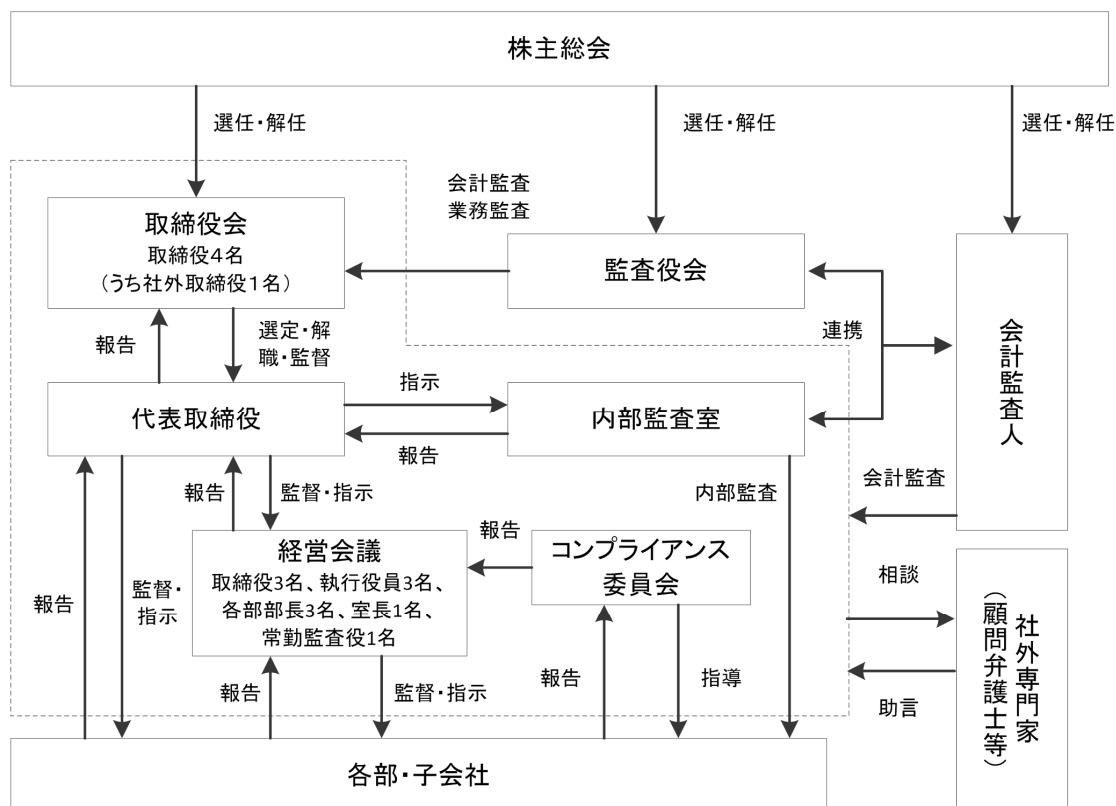 株主総会
選任・解任
選任・解任
選任・解任
取締役会
取締役4名
(うち社外取締役1名)
会計監査
業務監査
監査役会
会計監査人
連携
報告
選定・解
職・監督
代表取締役
指示
報告
内部監査室
報告
監督・指示
内部監査
会計監査
経営会議
取締役3名、執行役員3名、
各部部長3名、室長1名、
常勤監査役1名
報告
コンプライアンス
委員会
報告
監督・
指示
相談
助言
社外専門家
(顧問弁護士等)
報告
監督・指示
報告
指導
各部・子会社